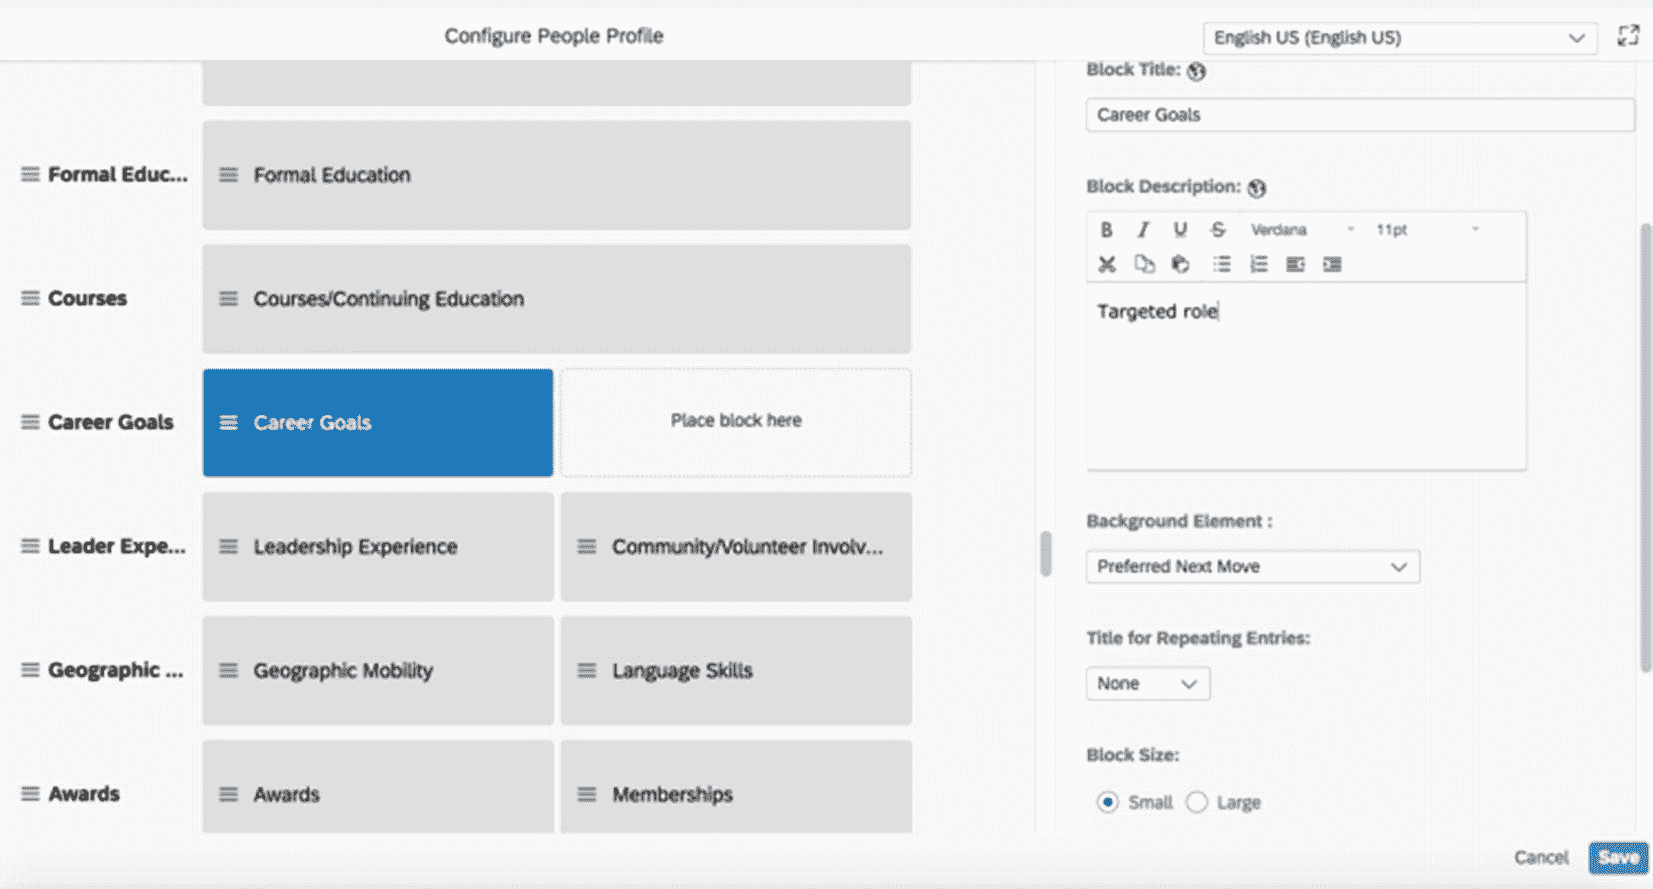 Configure People Profile
English US (English US)
Block Title:
Career Goals
Formal Educ...
Formal Education
Block Description:
B I U S Verdana 11pt
Targeted role
Courses
Courses/Continuing Education
Career Goals
Career Goals
Place block here
Leader Expe...
Leadership Experience
Community/Volunteer Involv...
Background Element :
Preferred Next Move
Geographic ...
Geographic Mobility
Language Skills
Title for Repeating Entries:
None
Awards
Awards
Memberships
Block Size:
Small Large
Cancel
Save